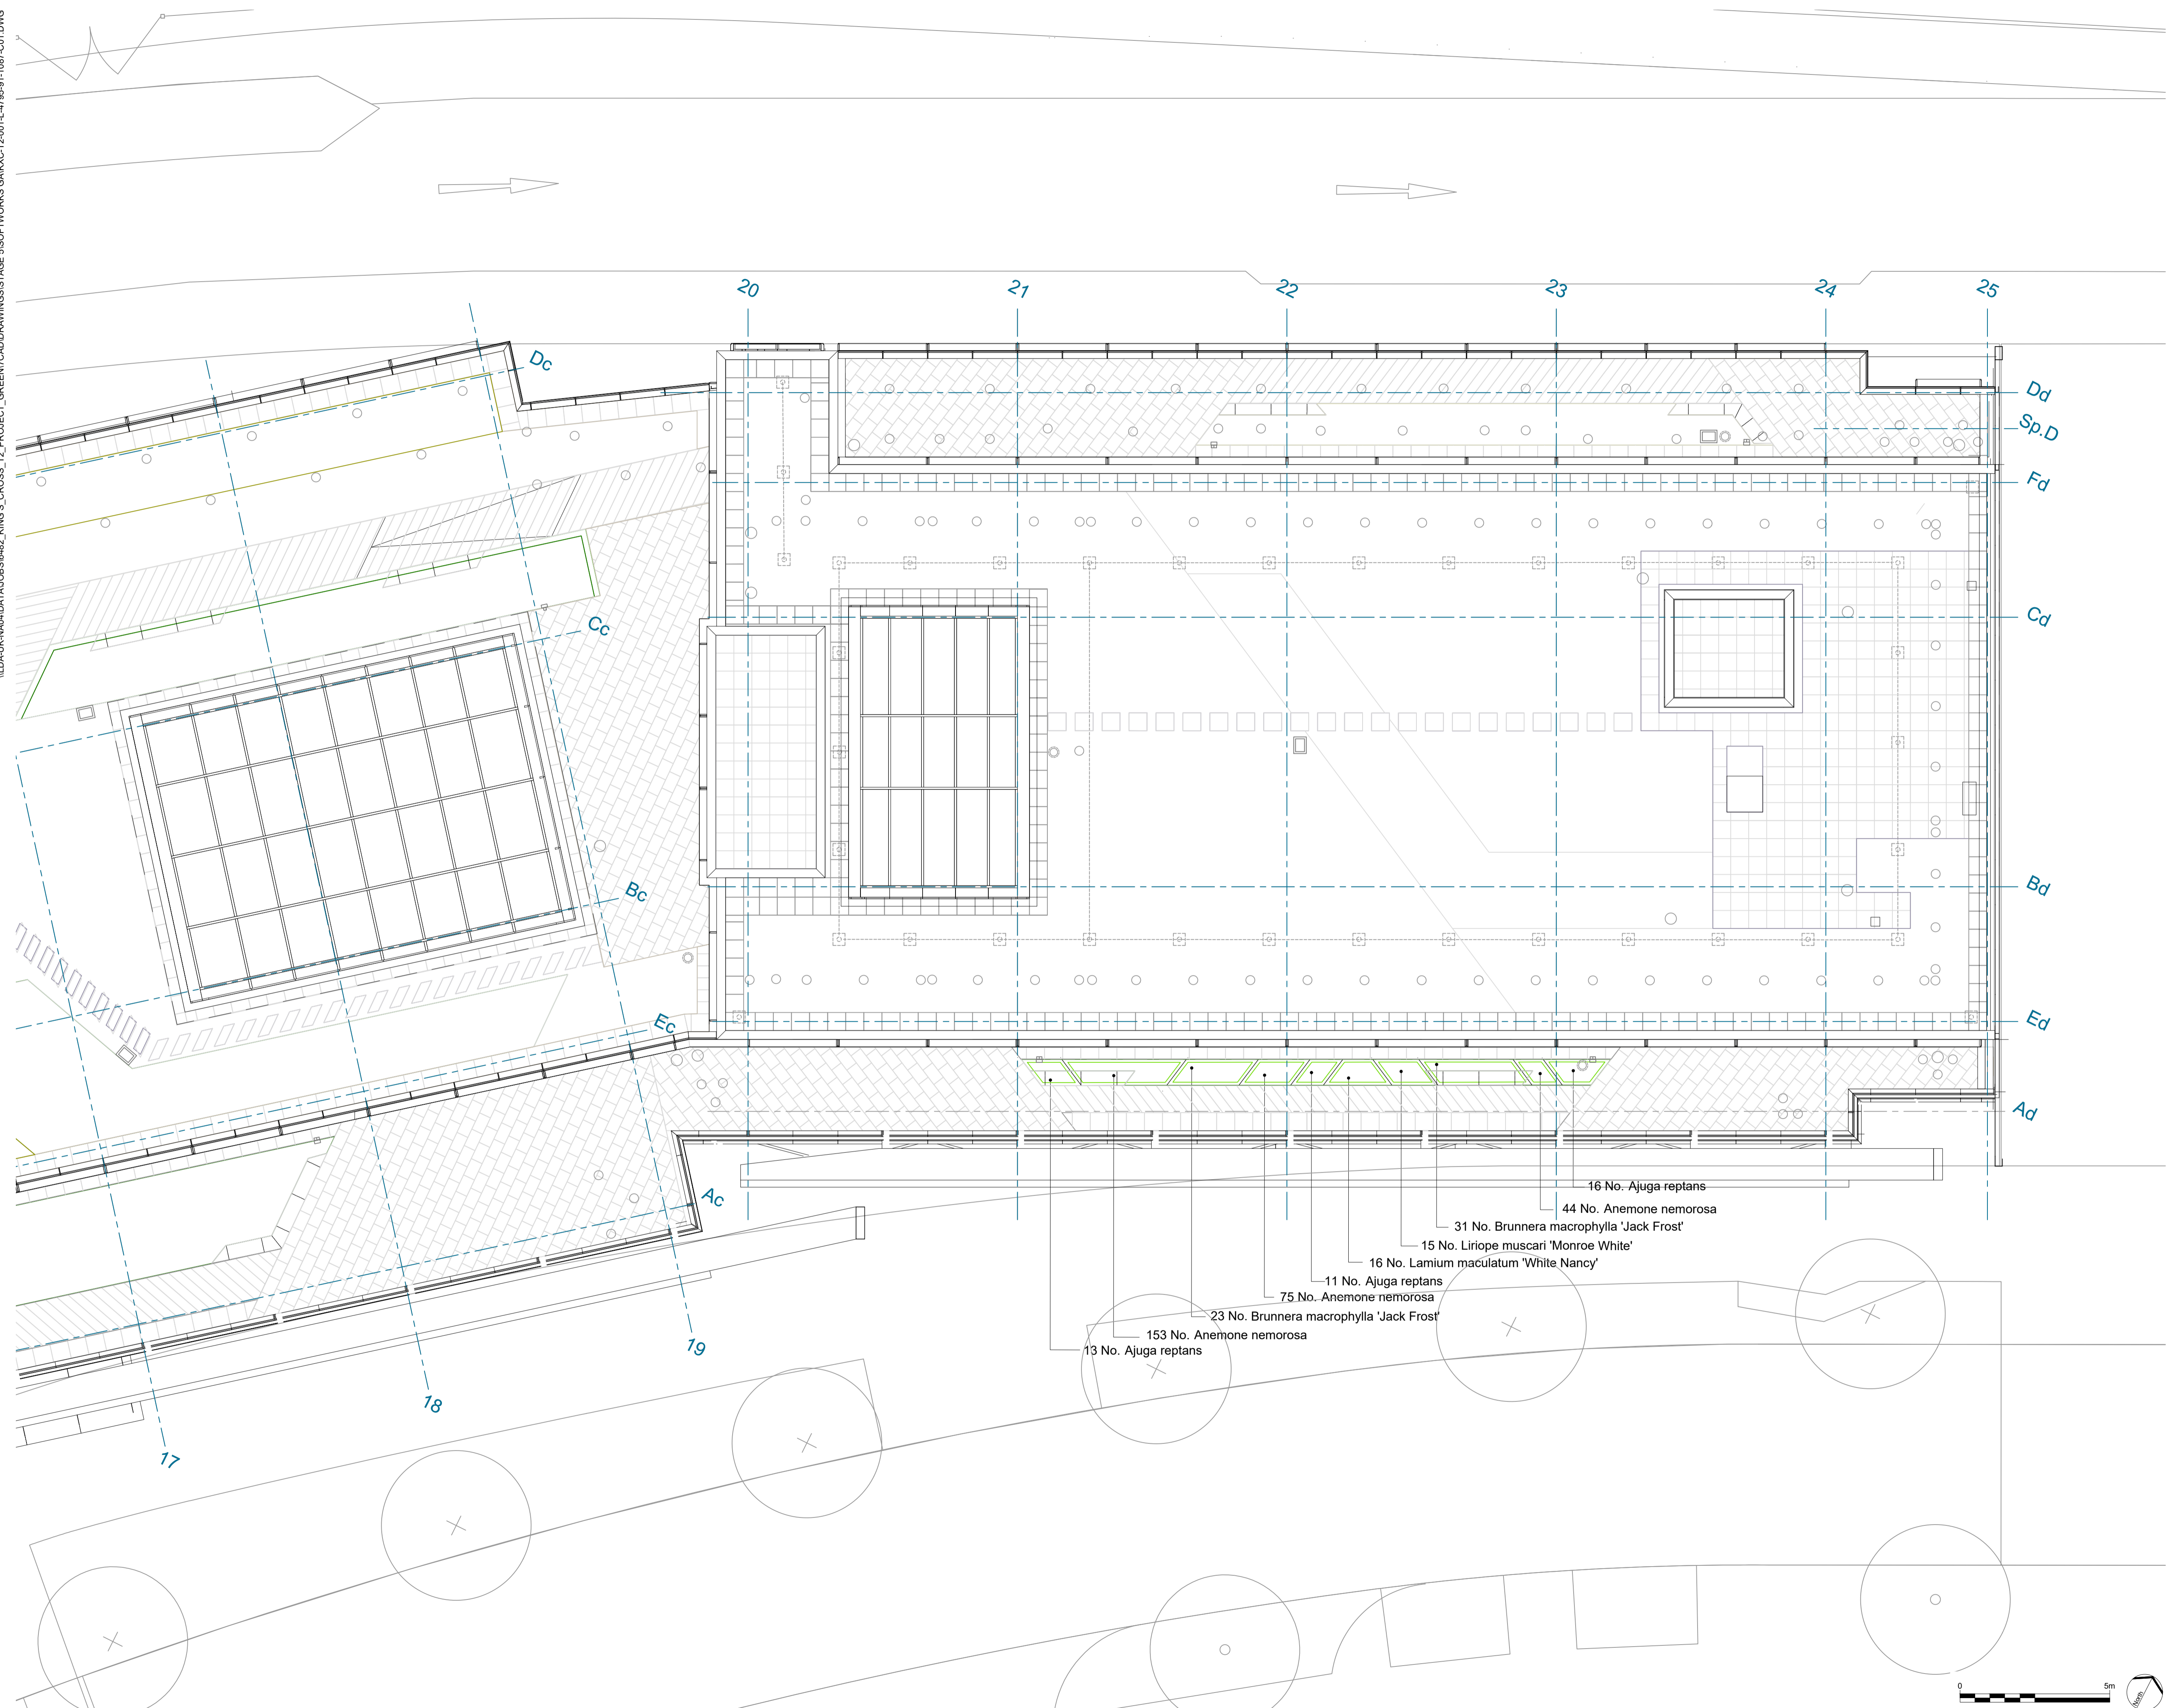 20
21
22
23
24
25
Dc
Dd
Sp.D
Fd
Cc
Cd
Bc
Bd
Ec
Ed
Ad
Ac
16 No. Ajuga reptans
44 No. Anemone nemorosa
31 No. Brunnera macrophylla 'Jack Frost'
15 No. Liriope muscari 'Monroe White'
16 No. Lamium maculatum 'White Nancy'
11 No. Ajuga reptans
75 No. Anemone nemorosa
23 No. Brunnera macrophylla 'Jack Frost'
153 No. Anemone nemorosa
13 No. Ajuga reptans
19
18
17
0 5m
North